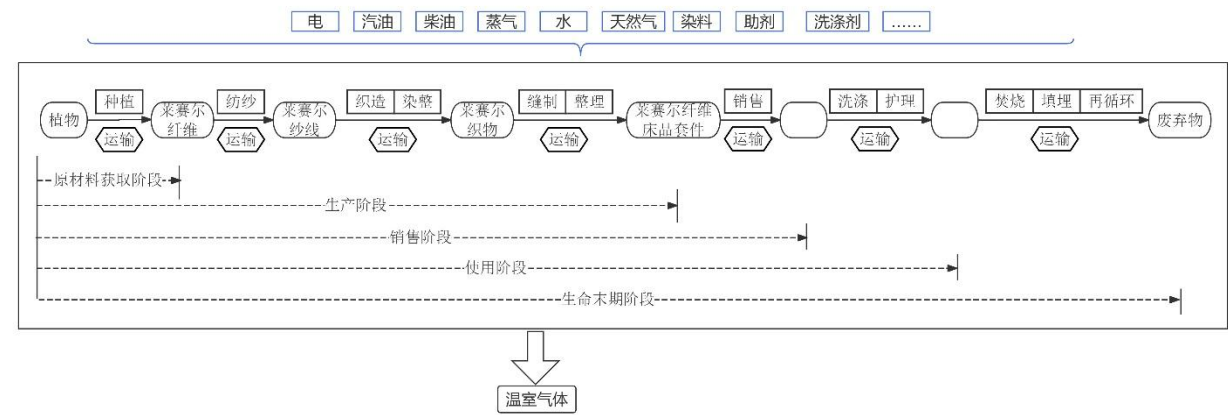 电 汽油 柴油 蒸气 水 天然气 染料 助剂 洗涤剂 ……
种植 纺纱 织造 染整 缝制 整理 销售 洗涤 护理 焚烧 填埋 再循环
植物 莱赛尔纤维 莱赛尔纱线 莱赛尔织物 莱赛尔纤维床品套件 废弃物
运输 运输 运输 运输 运输 运输 运输
原材料获取阶段
生产阶段
销售阶段
使用阶段
生命末期阶段
温室气体